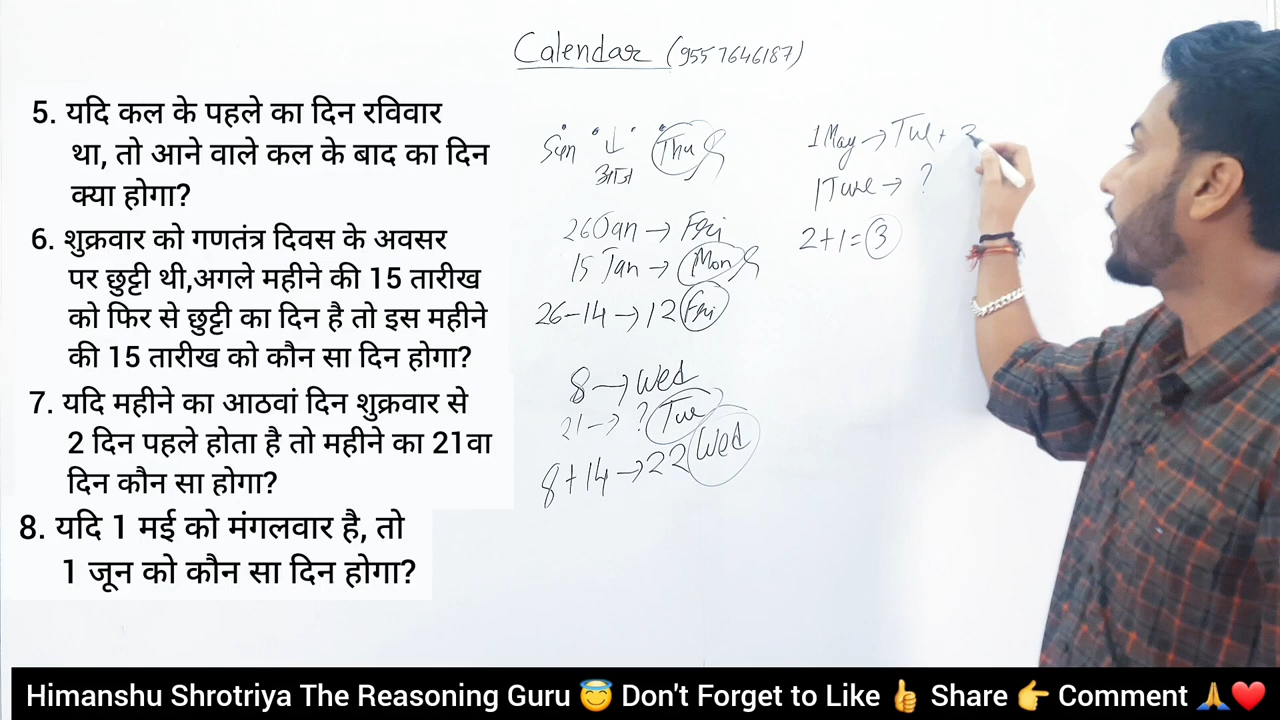 Calendar (9557646187)
5. यदि कल के पहले का दिन रविवार
था, तो आने वाले कल के बाद का दिन
क्या होगा?
6. शुक्रवार को गणतंत्र दिवस के अवसर
पर छुट्टी थी,अगले महीने की 15 तारीख
को फिर से छुट्टी का दिन है तो इस महीने
की 15 तारीख को कौन सा दिन होगा?
7. यदि महीने का आठवां दिन शुक्रवार से
2 दिन पहले होता है तो महीने का 21वा
दिन कौन सा होगा?
8. यदि 1 मई को मंगलवार है, तो
1 जून को कौन सा दिन होगा?
Sun ↓ Thu
आज
26 Jan → Fri
15 Jan → Mon
26-14 → 12 Fri
8 → Wed
21 → ? Tue
8+14 → 22 Wed
1 May → Tue + 3
1 June → ?
2+1=3
Himanshu Shrotriya The Reasoning Guru 😇 Don't Forget to Like 👍 Share 👉 Comment 🙏❤️